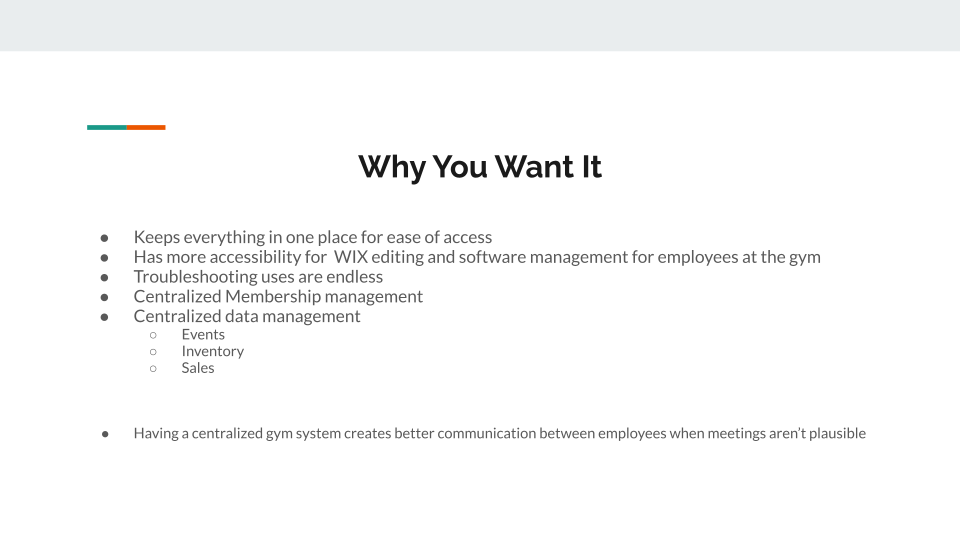 Why You Want It
● Keeps everything in one place for ease of access
● Has more accessibility for  WIX editing and software management for employees at the gym
● Troubleshooting uses are endless
● Centralized Membership management
● Centralized data management
○ Events
○ Inventory
○ Sales
● Having a centralized gym system creates better communication between employees when meetings aren’t plausible